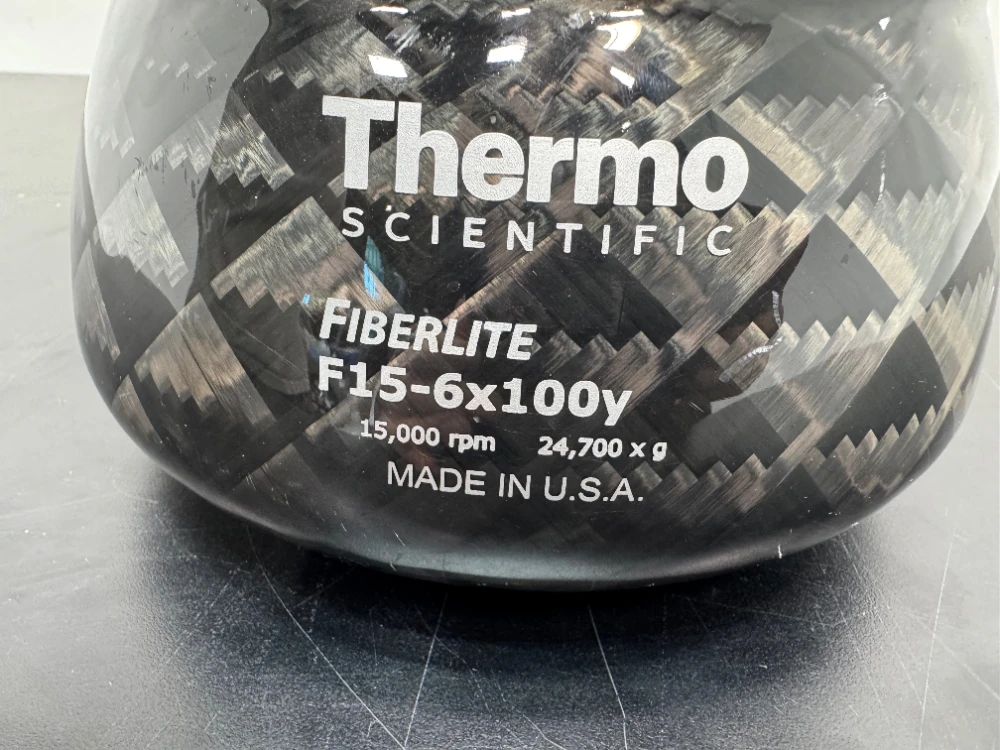 Thermo
SCIENTIFIC
FIBERLITE
F15-6x100y
15,000 rpm 24,700 x g
MADE IN U.S.A.